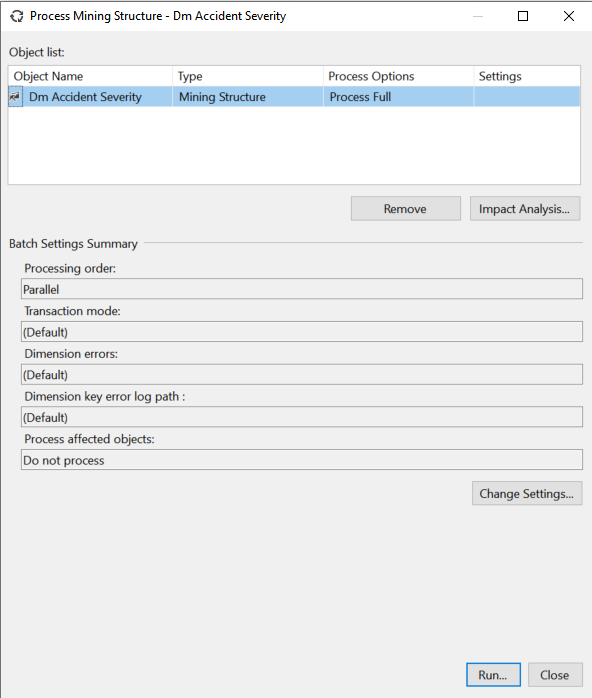 Process Mining Structure - Dm Accident Severity
Object list:
Object Name Type Process Options Settings
Dm Accident Severity Mining Structure Process Full
Remove Impact Analysis...
Batch Settings Summary
Processing order:
Parallel
Transaction mode:
(Default)
Dimension errors:
(Default)
Dimension key error log path :
(Default)
Process affected objects:
Do not process
Change Settings...
Run... Close